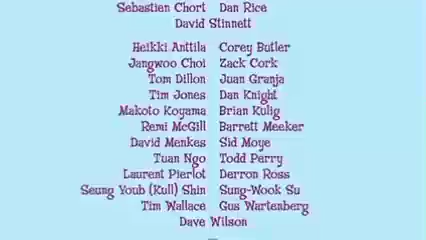 Sebastien Chort Dan Rice
David Stinnett
Heikki Anttila Corey Butler
Jangwoo Choi Zack Cork
Tom Dillon Juan Granja
Tim Jones Dan Knight
Makoto Koyama Brian Kulig
Remi McGill Barrett Meeker
David Menkes Sid Moye
Tuan Ngo Todd Perry
Laurent Pierlot Derron Ross
Seung Youb (Kull) Shin Sung-Wook Su
Tim Wallace Gus Wartenberg
Dave Wilson